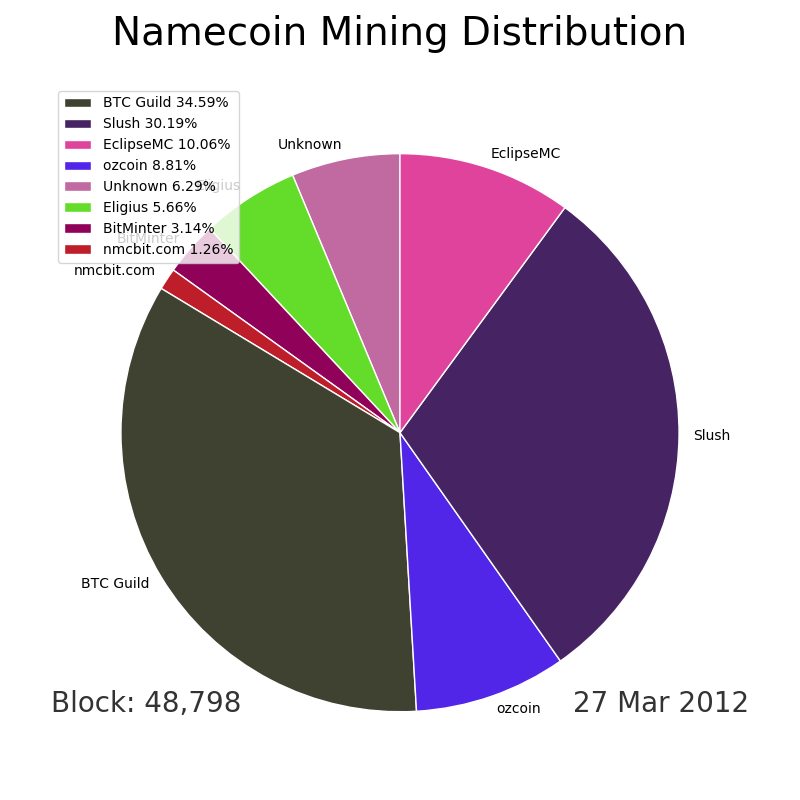 Namecoin Mining Distribution
BTC Guild 34.59%
Slush 30.19%
EclipseMC 10.06%
ozcoin 8.81%
Unknown 6.29%
Eligius 5.66%
BitMinter 3.14%
nmcbit.com 1.26%
Unknown
EclipseMC
Eligius
BitMinter
nmcbit.com
Slush
BTC Guild
ozcoin
Block: 48,798
27 Mar 2012